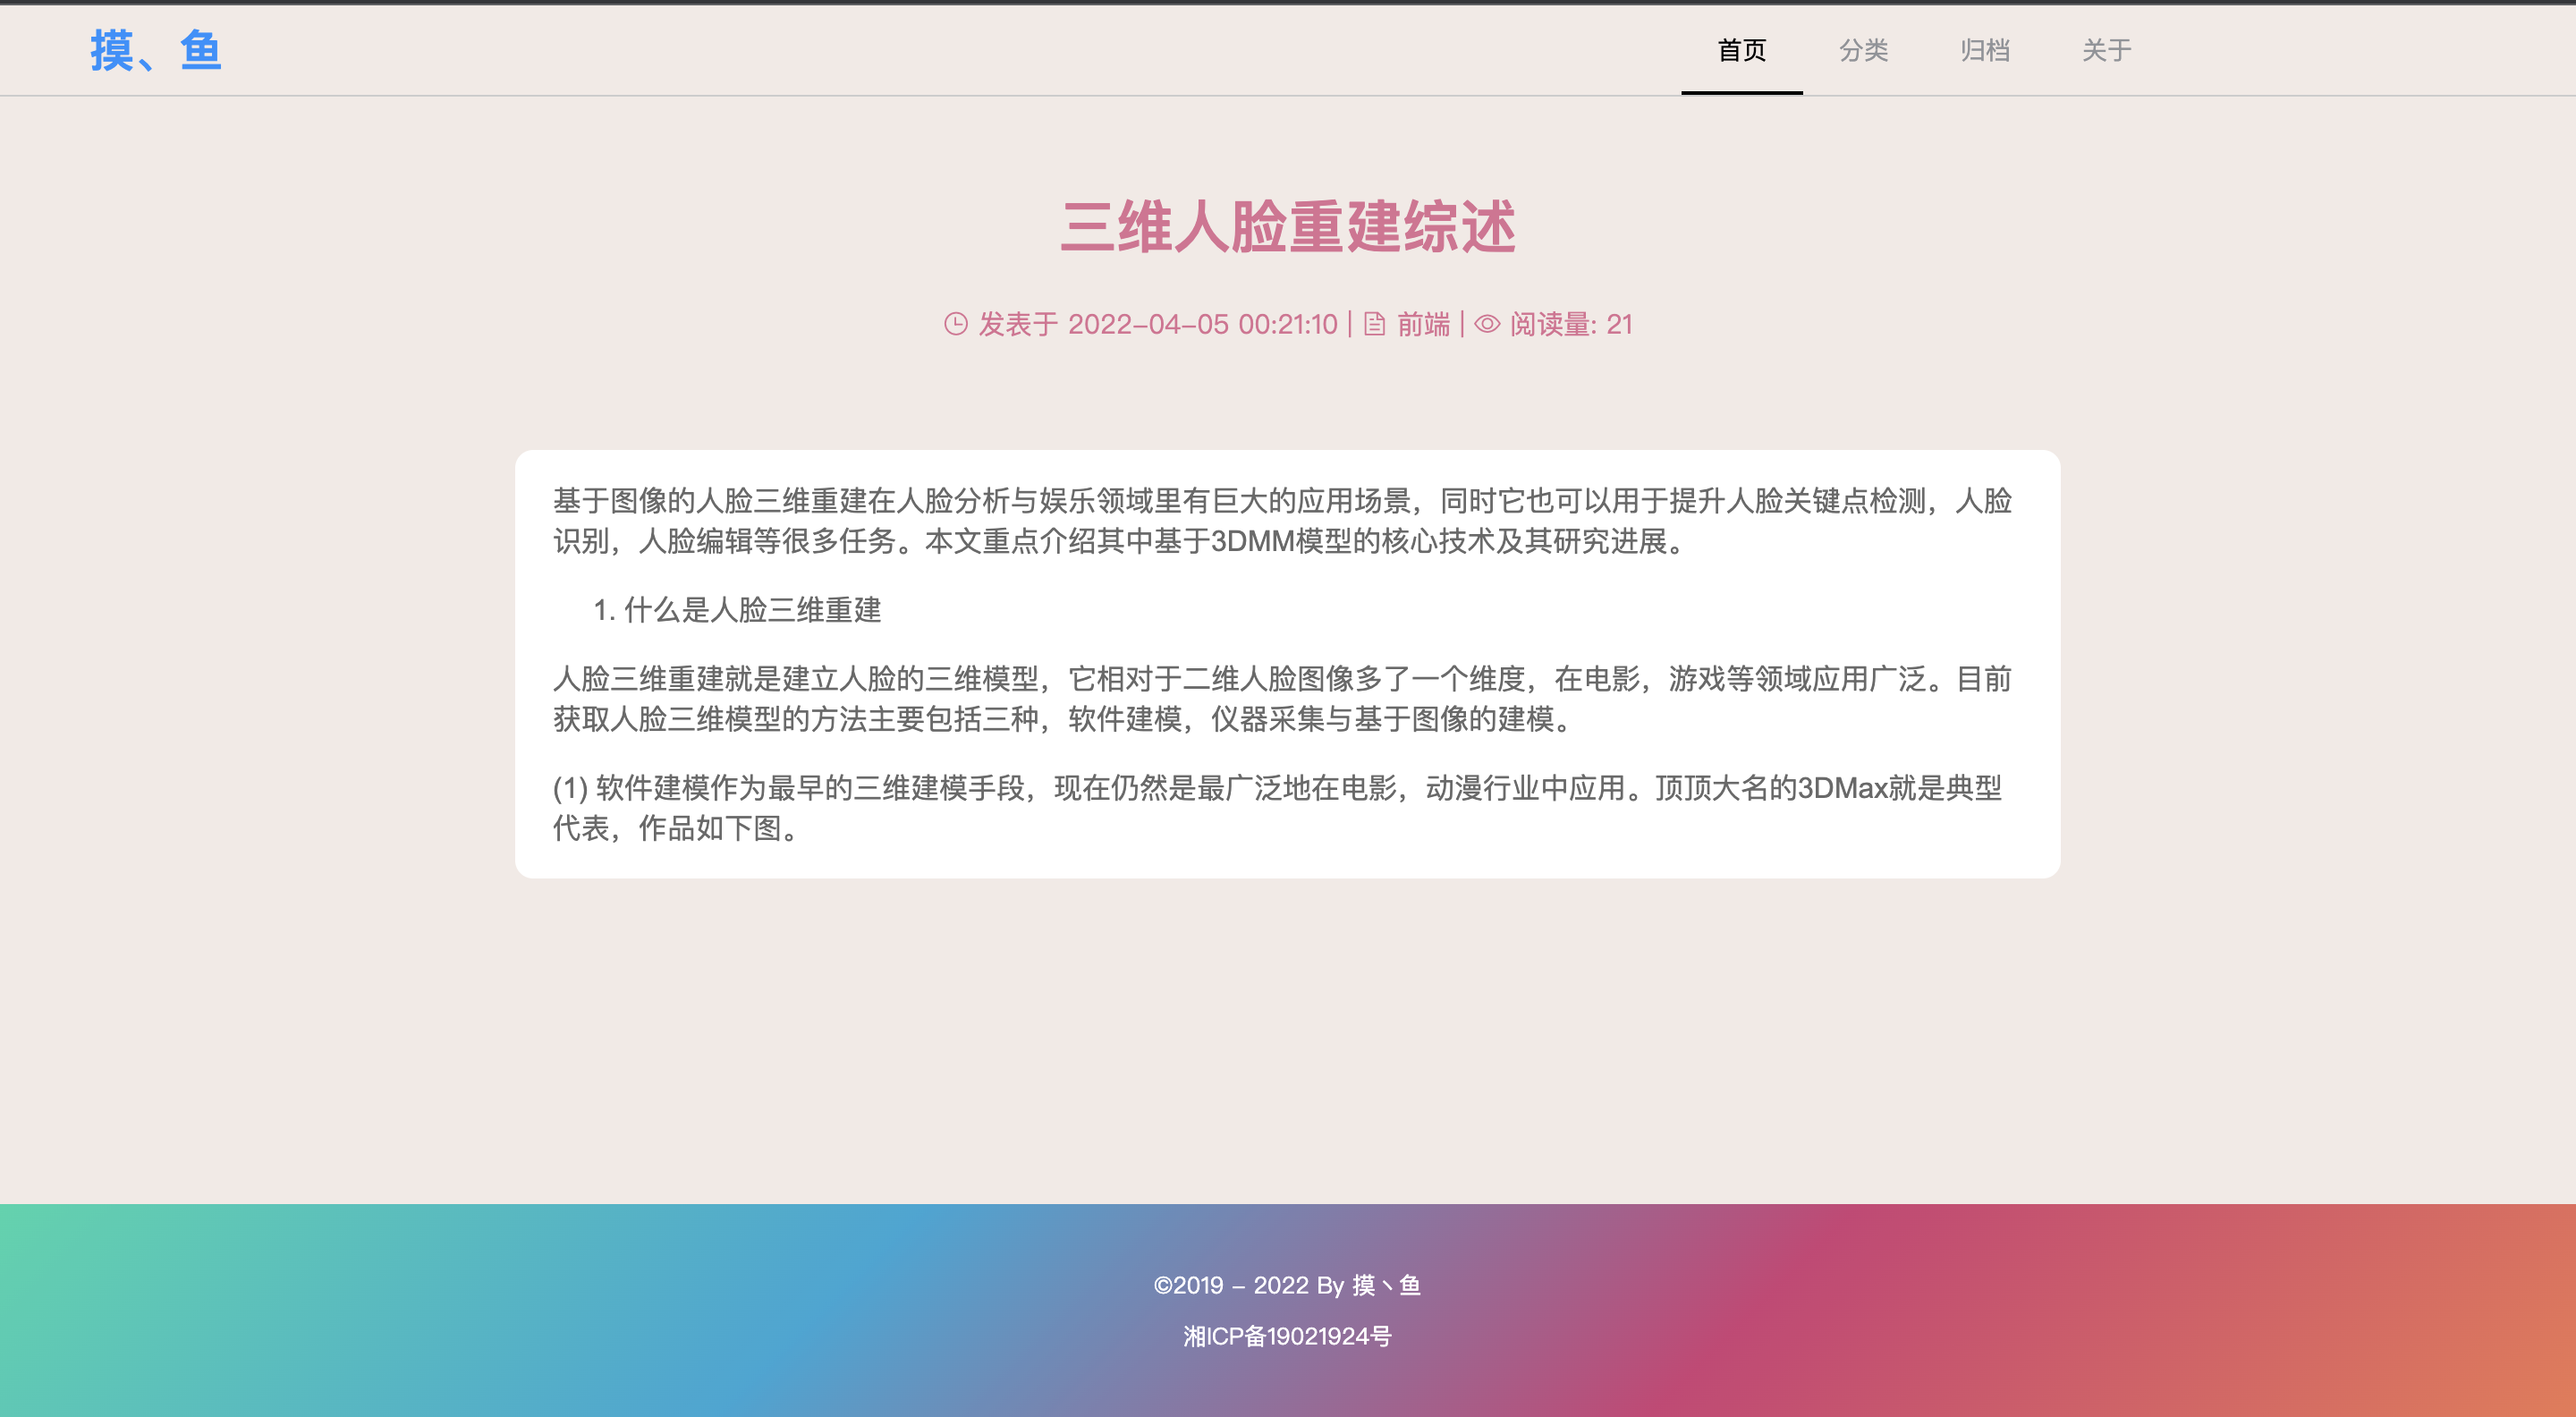 摸、鱼
首页 分类 归档 关于
三维人脸重建综述
发表于 2022-04-05 00:21:10 | 前端 | 阅读量: 21
基于图像的人脸三维重建在人脸分析与娱乐领域里有巨大的应用场景，同时它也可以用于提升人脸关键点检测，人脸
识别，人脸编辑等很多任务。本文重点介绍其中基于3DMM模型的核心技术及其研究进展。
1. 什么是人脸三维重建
人脸三维重建就是建立人脸的三维模型，它相对于二维人脸图像多了一个维度，在电影，游戏等领域应用广泛。目前
获取人脸三维模型的方法主要包括三种，软件建模，仪器采集与基于图像的建模。
(1) 软件建模作为最早的三维建模手段，现在仍然是最广泛地在电影，动漫行业中应用。顶顶大名的3DMax就是典型
代表，作品如下图。
©2019 - 2022 By 摸丶鱼
湘ICP备19021924号